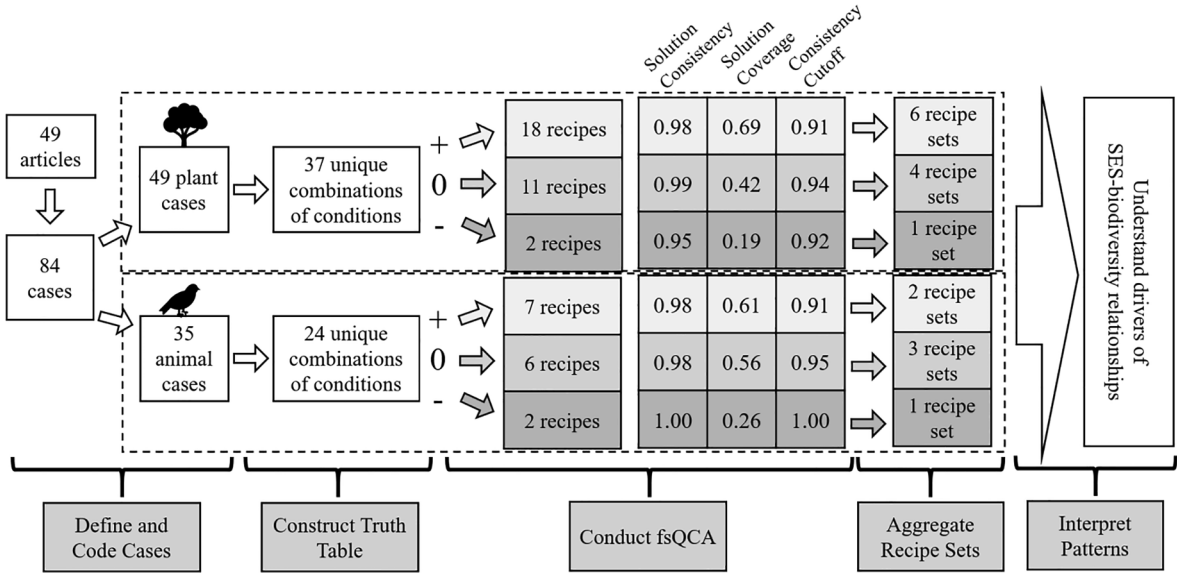 49
articles
84
cases
49 plant
cases
37 unique
combinations
of conditions
+
0
-
18 recipes
11 recipes
2 recipes
Solution
Consistency
Solution
Coverage
Consistency
Cutoff
0.98 0.69 0.91
0.99 0.42 0.94
0.95 0.19 0.92
6 recipe
sets
4 recipe
sets
1 recipe
set
35
animal
cases
24 unique
combinations
of conditions
+
0
-
7 recipes
6 recipes
2 recipes
0.98 0.61 0.91
0.98 0.56 0.95
1.00 0.26 1.00
2 recipe
sets
3 recipe
sets
1 recipe
set
Understand drivers of
SES-biodiversity relationships
Define and
Code Cases
Construct Truth
Table
Conduct fsQCA
Aggregate
Recipe Sets
Interpret
Patterns